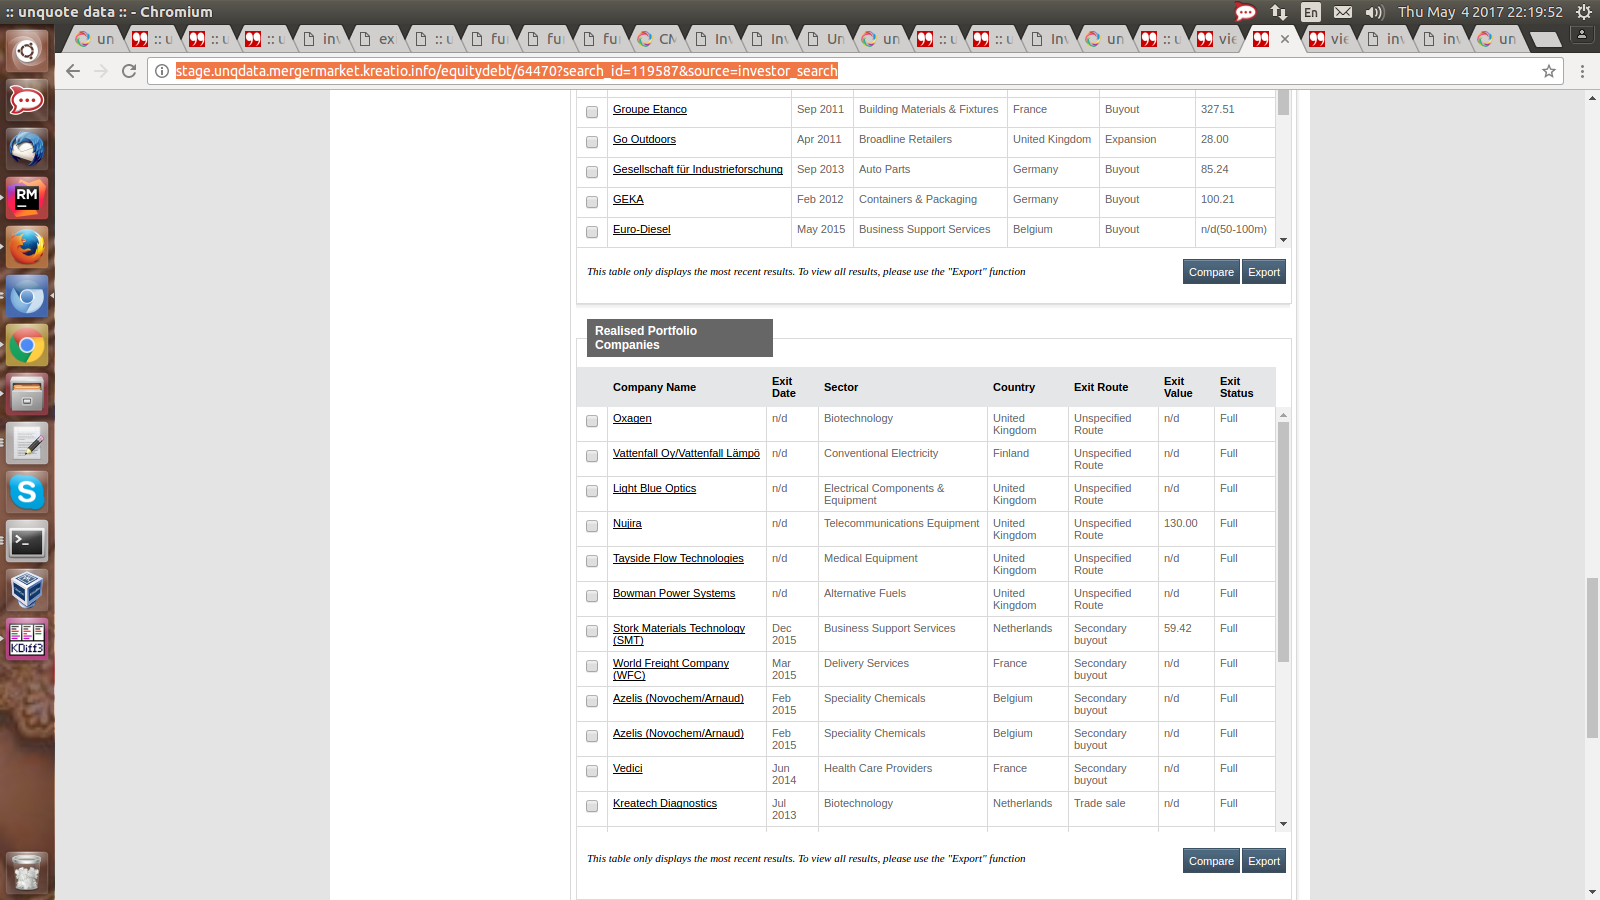 :: unquote data :: - Chromium
En
Thu May 4 2017 22:19:52
un :: u :: u :: u inv ex :: u fur fur fur CM Inv Inv Un un :: u :: u Inv un :: u vie vie inv inv un
stage.unqdata.mergermarket.kreatio.info/equitydebt/64470?search_id=119587&source=investor_search
Groupe Etanco Sep 2011 Building Materials & Fixtures France Buyout 327.51
Go Outdoors Apr 2011 Broadline Retailers United Kingdom Expansion 28.00
Gesellschaft für Industrieforschung Sep 2013 Auto Parts Germany Buyout 85.24
GEKA Feb 2012 Containers & Packaging Germany Buyout 100.21
Euro-Diesel May 2015 Business Support Services Belgium Buyout n/d(50-100m)
This table only displays the most recent results. To view all results, please use the "Export" function
Compare Export
Realised Portfolio
Companies
Company Name Exit Date Sector Country Exit Route Exit Value Exit Status
Oxagen n/d Biotechnology United Kingdom Unspecified Route n/d Full
Vattenfall Oy/Vattenfall Lämpö n/d Conventional Electricity Finland Unspecified Route n/d Full
Light Blue Optics n/d Electrical Components & Equipment United Kingdom Unspecified Route n/d Full
Nujira n/d Telecommunications Equipment United Kingdom Unspecified Route 130.00 Full
Tayside Flow Technologies n/d Medical Equipment United Kingdom Unspecified Route n/d Full
Bowman Power Systems n/d Alternative Fuels United Kingdom Unspecified Route n/d Full
Stork Materials Technology (SMT) Dec 2015 Business Support Services Netherlands Secondary buyout 59.42 Full
World Freight Company (WFC) Mar 2015 Delivery Services France Secondary buyout n/d Full
Azelis (Novochem/Arnaud) Feb 2015 Speciality Chemicals Belgium Secondary buyout n/d Full
Azelis (Novochem/Arnaud) Feb 2015 Speciality Chemicals Belgium Secondary buyout n/d Full
Vedici Jun 2014 Health Care Providers France Secondary buyout n/d Full
Kreatech Diagnostics Jul 2013 Biotechnology Netherlands Trade sale n/d Full
This table only displays the most recent results. To view all results, please use the "Export" function
Compare Export
RM
KDiff3